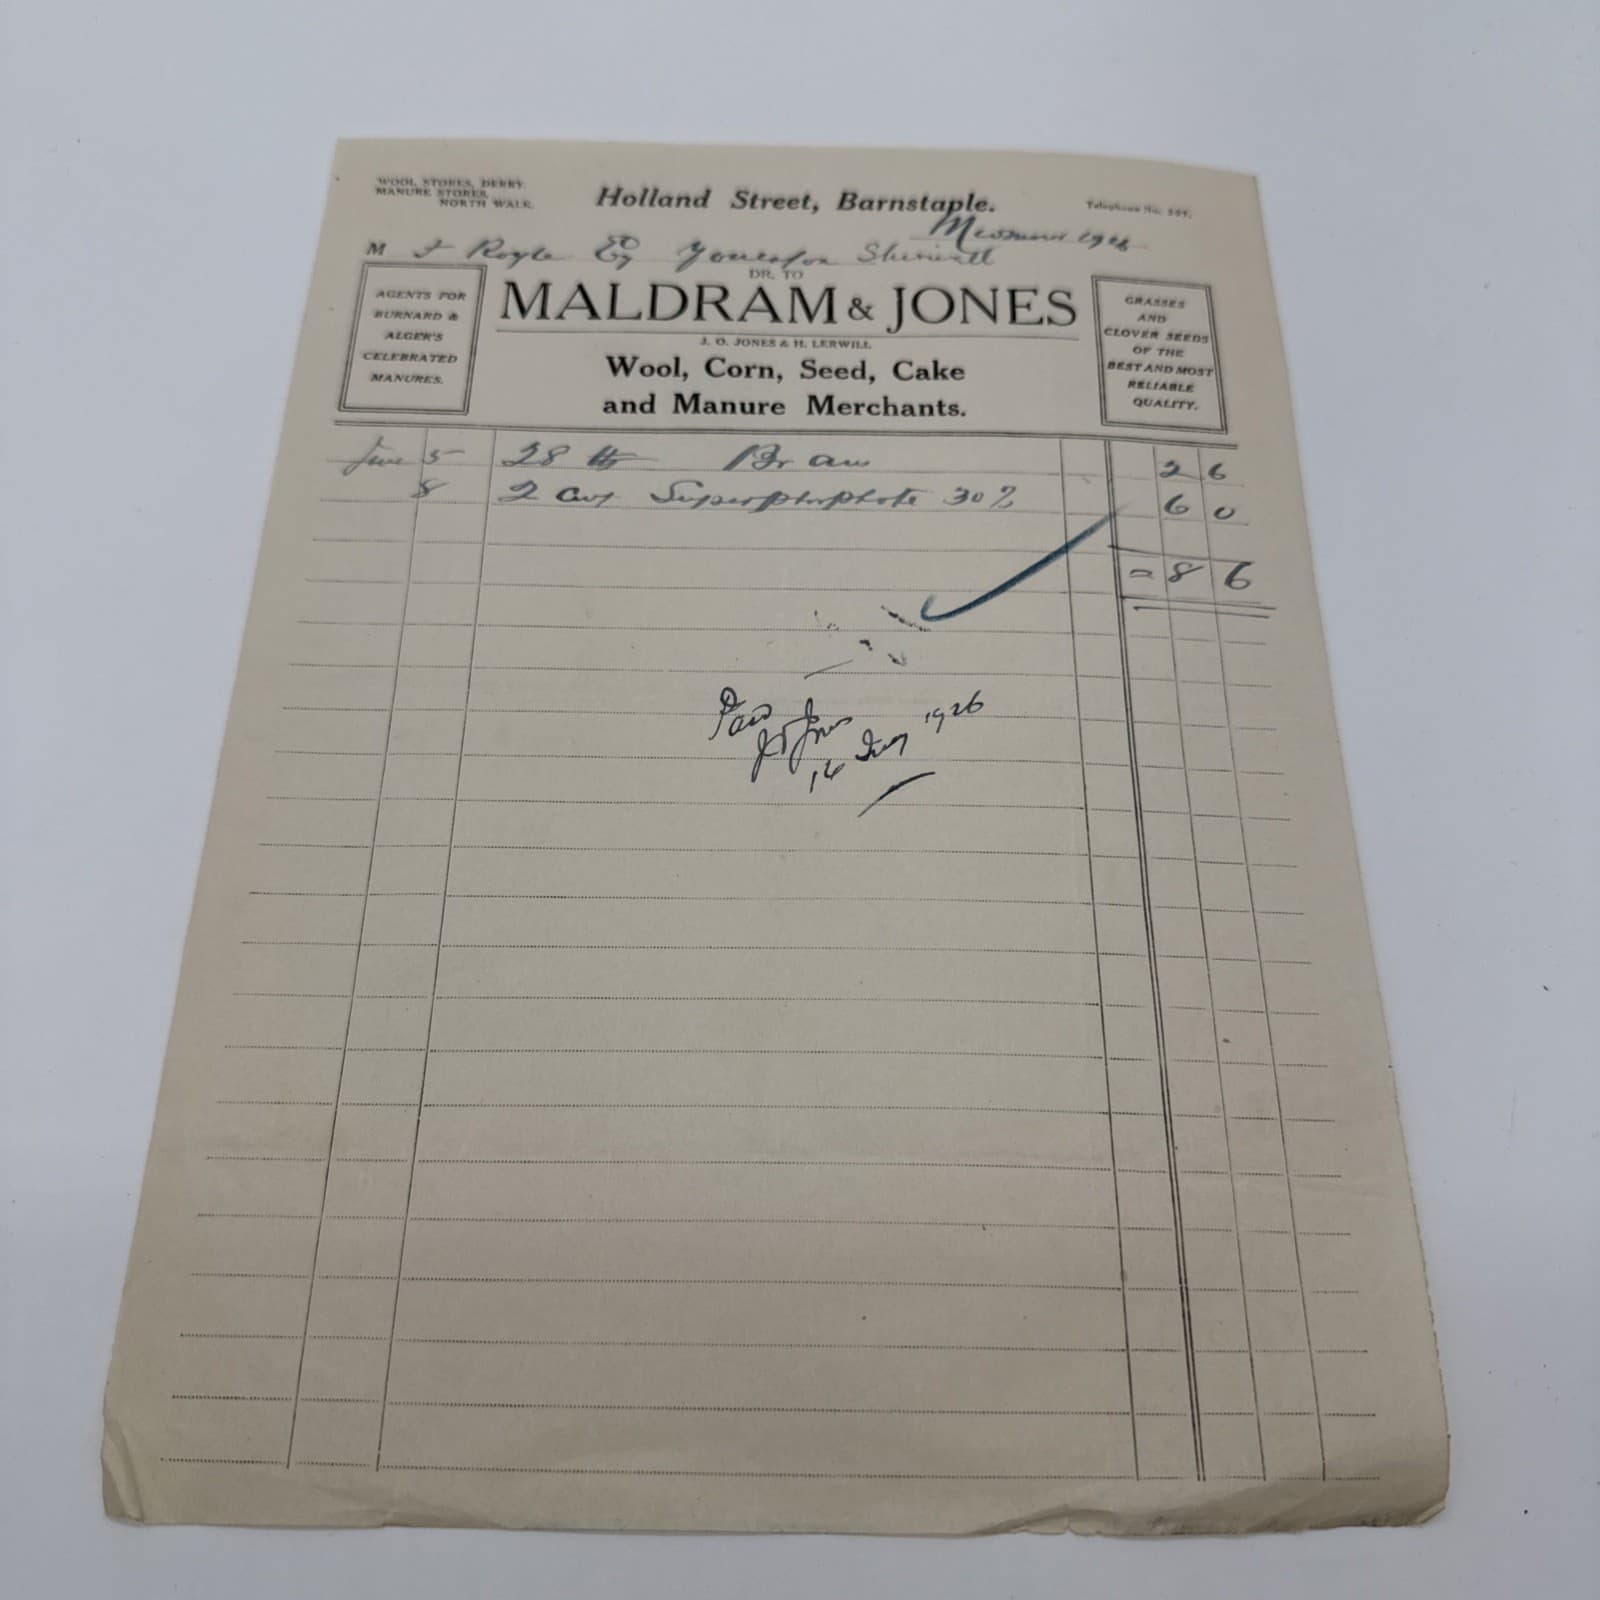 WOOL STORES, DERBY.
MANURE STORES,
NORTH WALK.
Holland Street, Barnstaple.
Telephone No.
1926
M J Royle Esq Shirwell
DR. TO
MALDRAM & JONES
J. O. JONES & H. LERWILL
Wool, Corn, Seed, Cake
and Manure Merchants.
AGENTS FOR
BURNARD &
ALGER'S
CELEBRATED
MANURES.
GRASSES
AND
CLOVER SEEDS
OF THE
BEST AND MOST
RELIABLE
QUALITY.
June 5 28 lb Bran 2 6
8 2 cwt Superphosphate 30% 6 0
= 8 6
Paid
J O Jones
1926